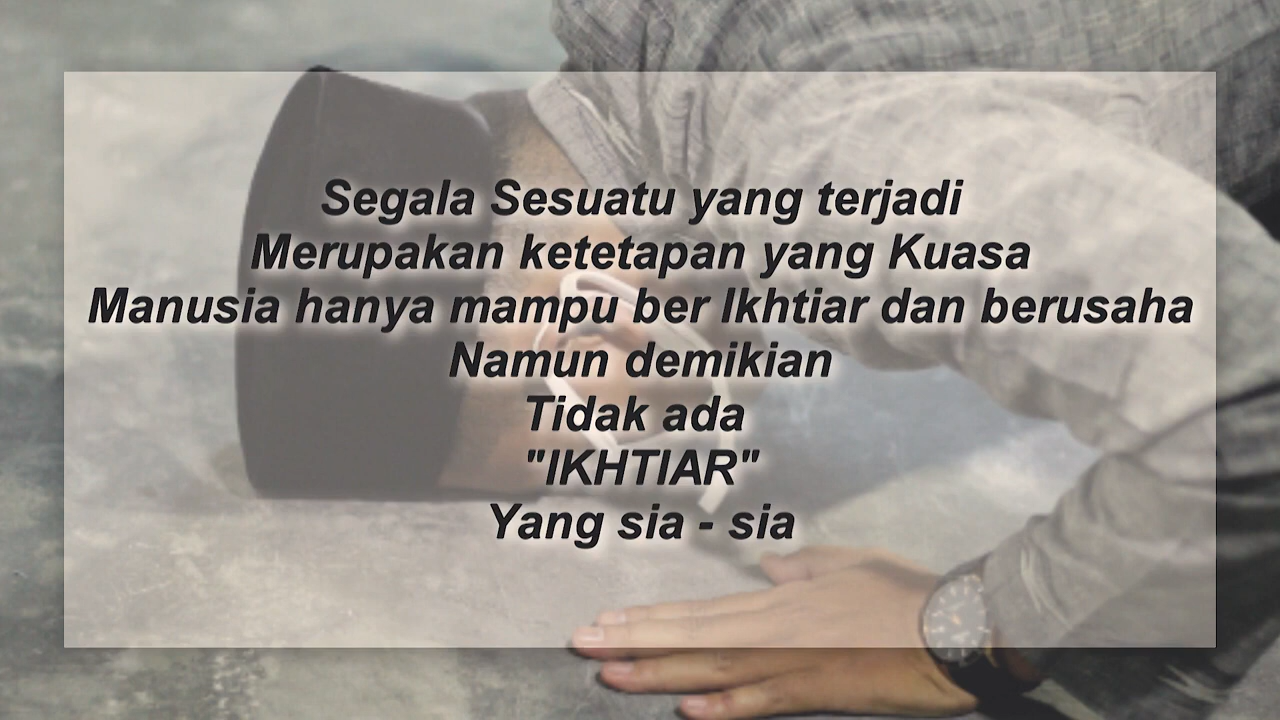 Segala Sesuatu yang terjadi
Merupakan ketetapan yang Kuasa
Manusia hanya mampu ber Ikhtiar dan berusaha
Namun demikian
Tidak ada
"IKHTIAR"
Yang sia - sia